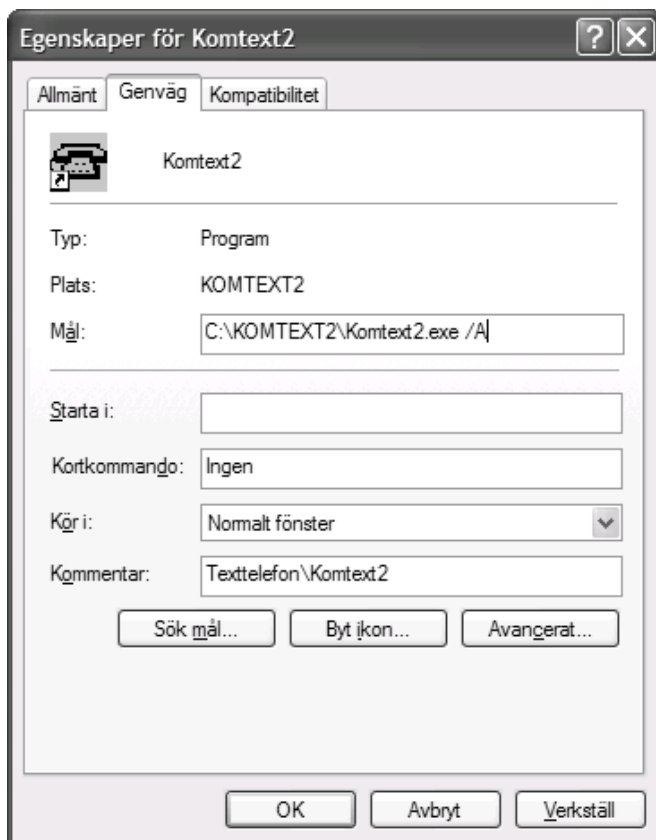 Egenskaper för Komtext2
Allmänt Genväg Kompatibilitet
Komtext2
Typ: Program
Plats: KOMTEXT2
Mål: C:\KOMTEXT2\Komtext2.exe /A
Starta i:
Kortkommando: Ingen
Kör i: Normalt fönster
Kommentar: Texttelefon\Komtext2
Sök mål... Byt ikon... Avancerat...
OK Avbryt Verkställ